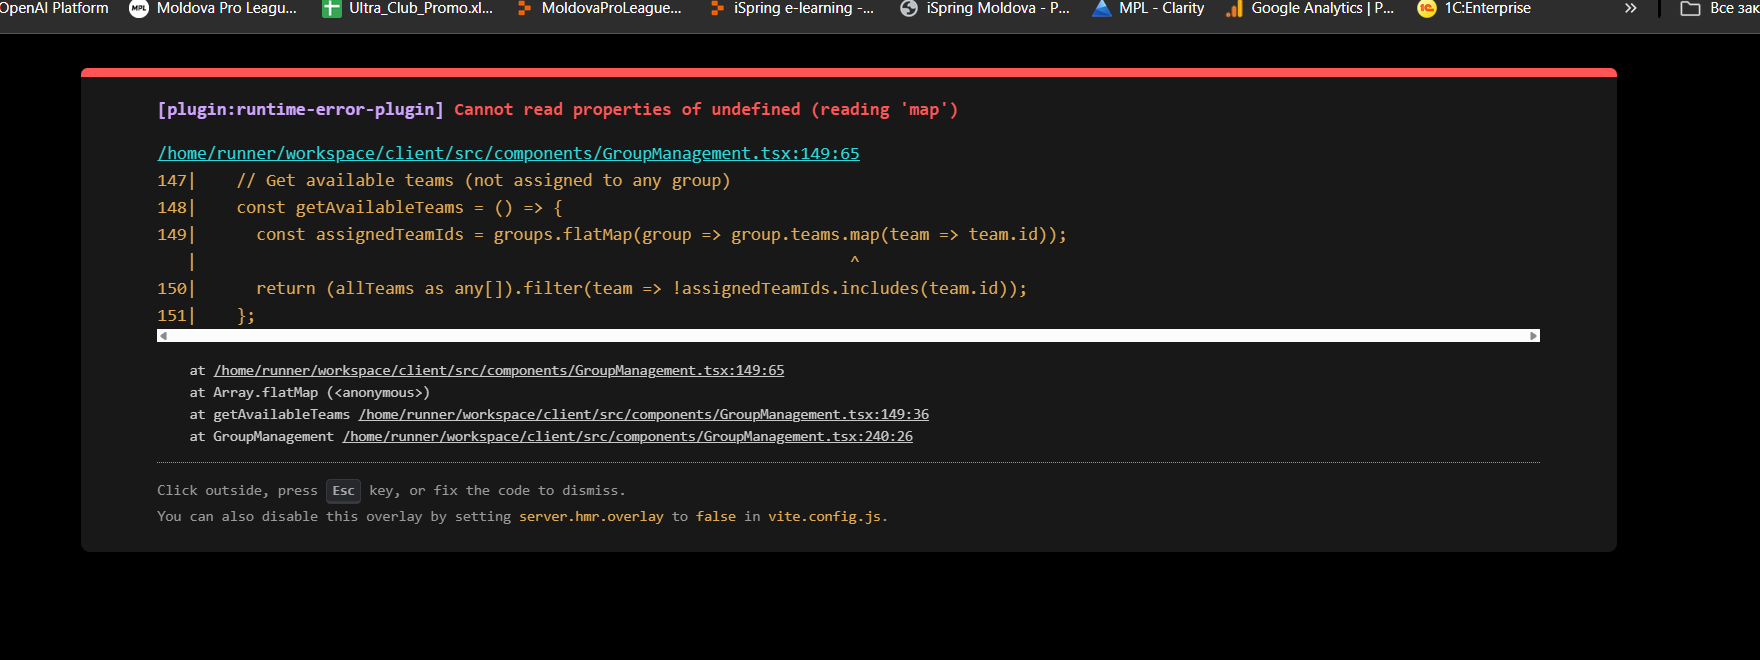 OpenAI Platform MPL Moldova Pro Leagu... Ultra_Club_Promo.xl... MoldovaProLeague... iSpring e-learning -... iSpring Moldova - P... MPL - Clarity Google Analytics | P... 1C:Enterprise » Все зак
[plugin:runtime-error-plugin] Cannot read properties of undefined (reading 'map')
/home/runner/workspace/client/src/components/GroupManagement.tsx:149:65
147|    // Get available teams (not assigned to any group)
148|    const getAvailableTeams = () => {
149|      const assignedTeamIds = groups.flatMap(group => group.teams.map(team => team.id));
   |                                                                  ^
150|      return (allTeams as any[]).filter(team => !assignedTeamIds.includes(team.id));
151|    };
at /home/runner/workspace/client/src/components/GroupManagement.tsx:149:65
at Array.flatMap (<anonymous>)
at getAvailableTeams /home/runner/workspace/client/src/components/GroupManagement.tsx:149:36
at GroupManagement /home/runner/workspace/client/src/components/GroupManagement.tsx:240:26
Click outside, press Esc key, or fix the code to dismiss.
You can also disable this overlay by setting server.hmr.overlay to false in vite.config.js.